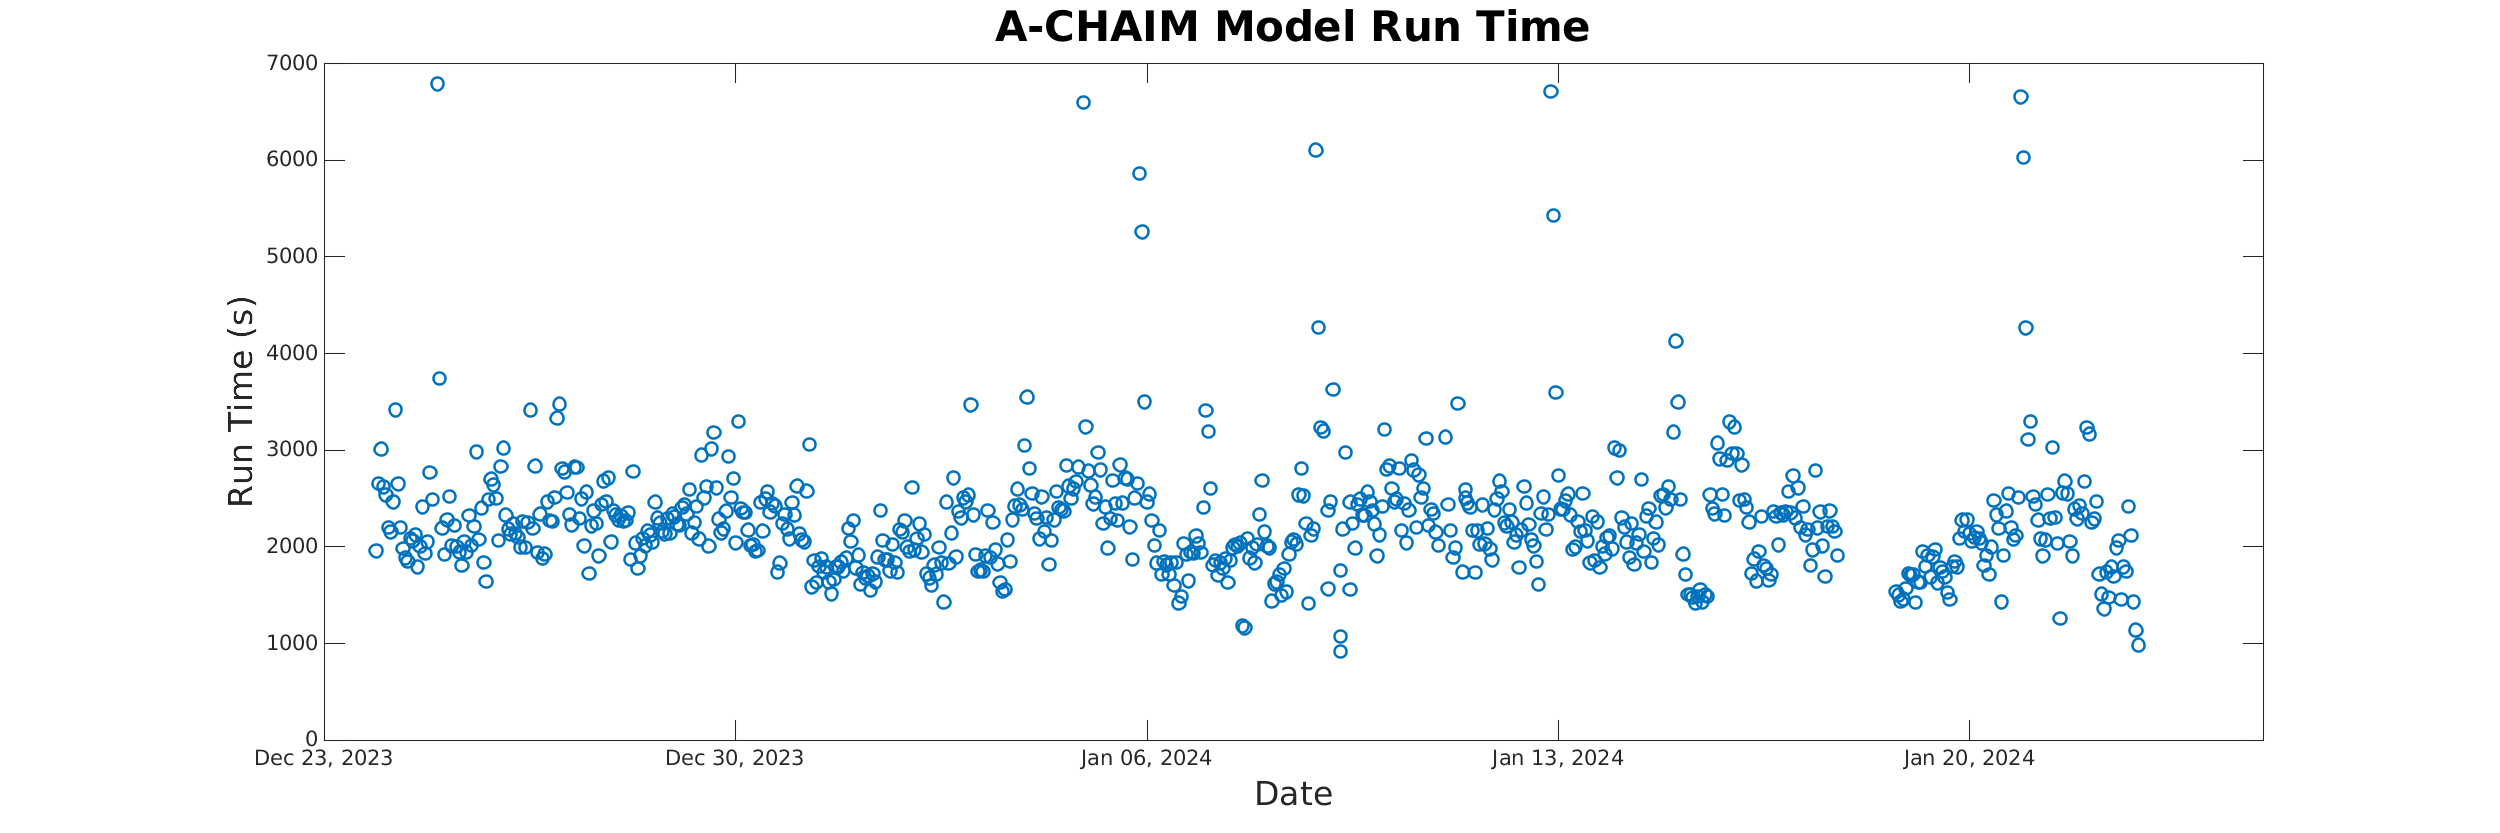 A-CHAIM Model Run Time
7000
6000
5000
4000
3000
2000
1000
0
Run Time (s)
Dec 23, 2023
Dec 30, 2023
Jan 06, 2024
Jan 13, 2024
Jan 20, 2024
Date